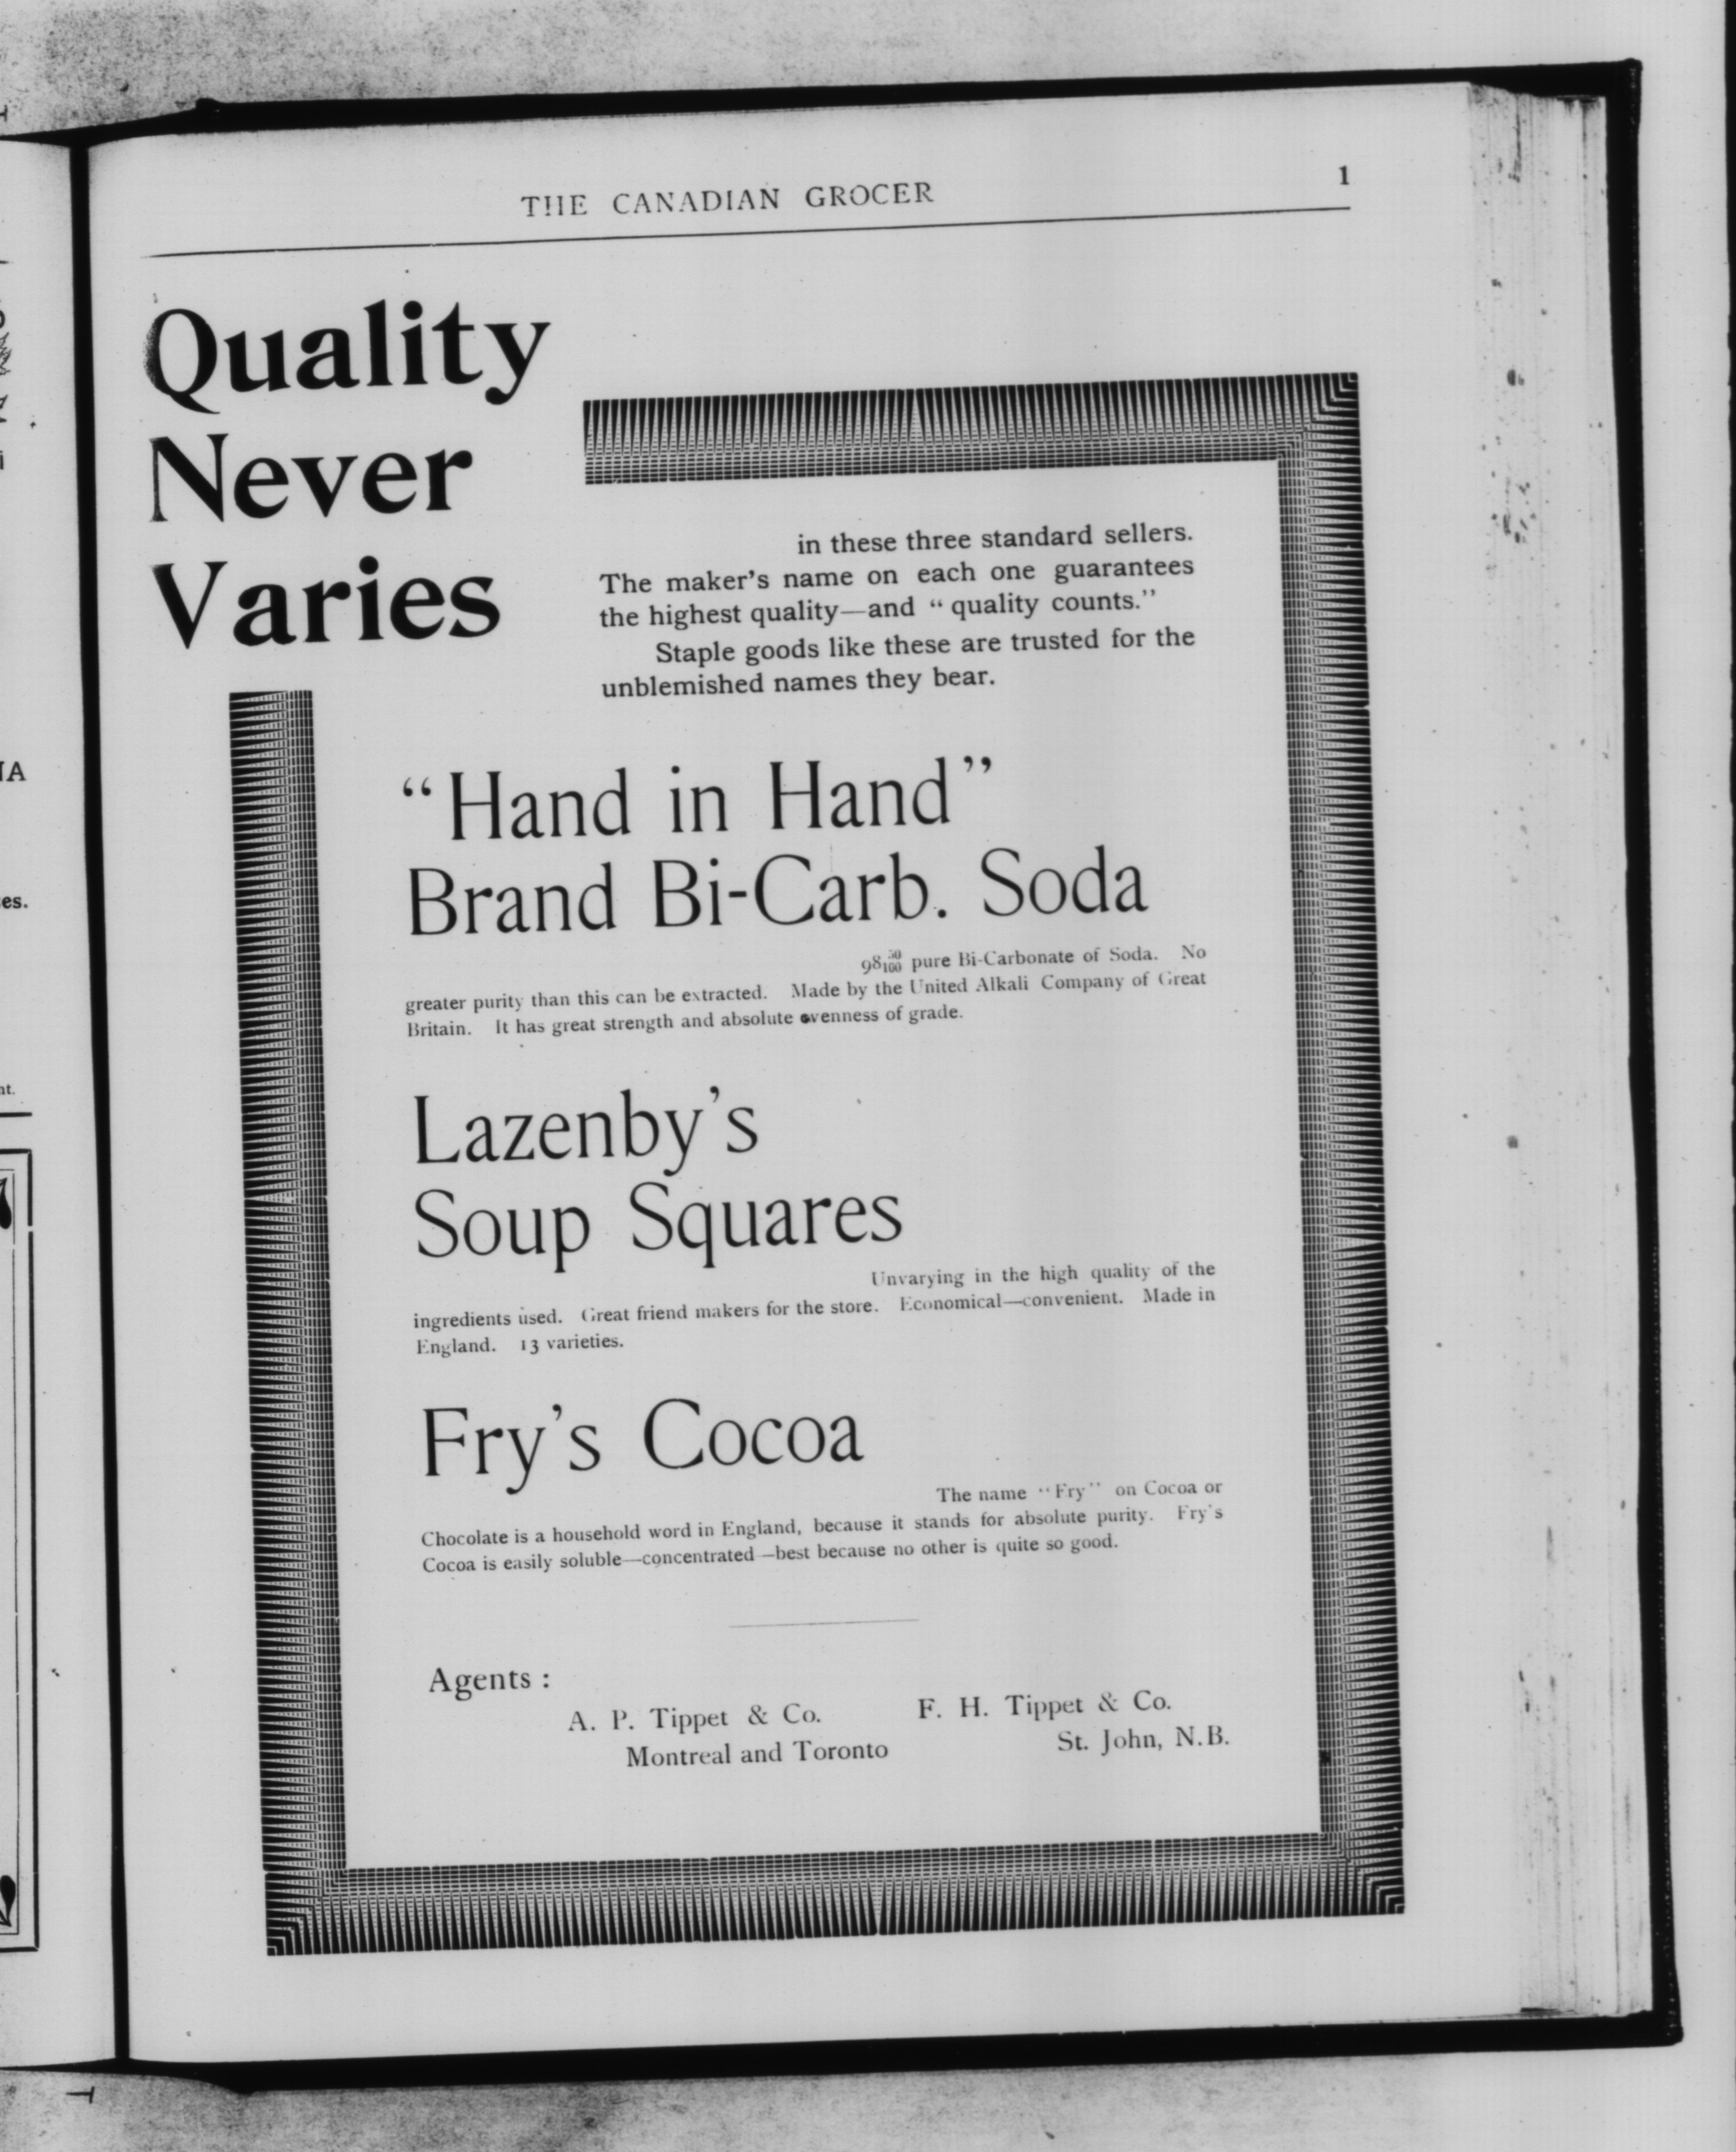 THE CANADIAN GROCER
1
Quality
Never
Varies
in these three standard sellers.
The maker's name on each one guarantees
the highest quality—and “ quality counts.”
Staple goods like these are trusted for the
unblemished names they bear.
“Hand in Hand”
Brand Bi-Carb. Soda
98 50/100 pure Bi-Carbonate of Soda. No
greater purity than this can be extracted. Made by the United Alkali Company of Great
Britain. It has great strength and absolute evenness of grade.
Lazenby's
Soup Squares
Unvarying in the high quality of the
ingredients used. Great friend makers for the store. Economical—convenient. Made in
England. 13 varieties.
Fry's Cocoa
The name “Fry” on Cocoa or
Chocolate is a household word in England, because it stands for absolute purity. Fry's
Cocoa is easily soluble—concentrated—best because no other is quite so good.
Agents :
A. P. Tippet & Co.
Montreal and Toronto
F. H. Tippet & Co.
St. John, N.B.